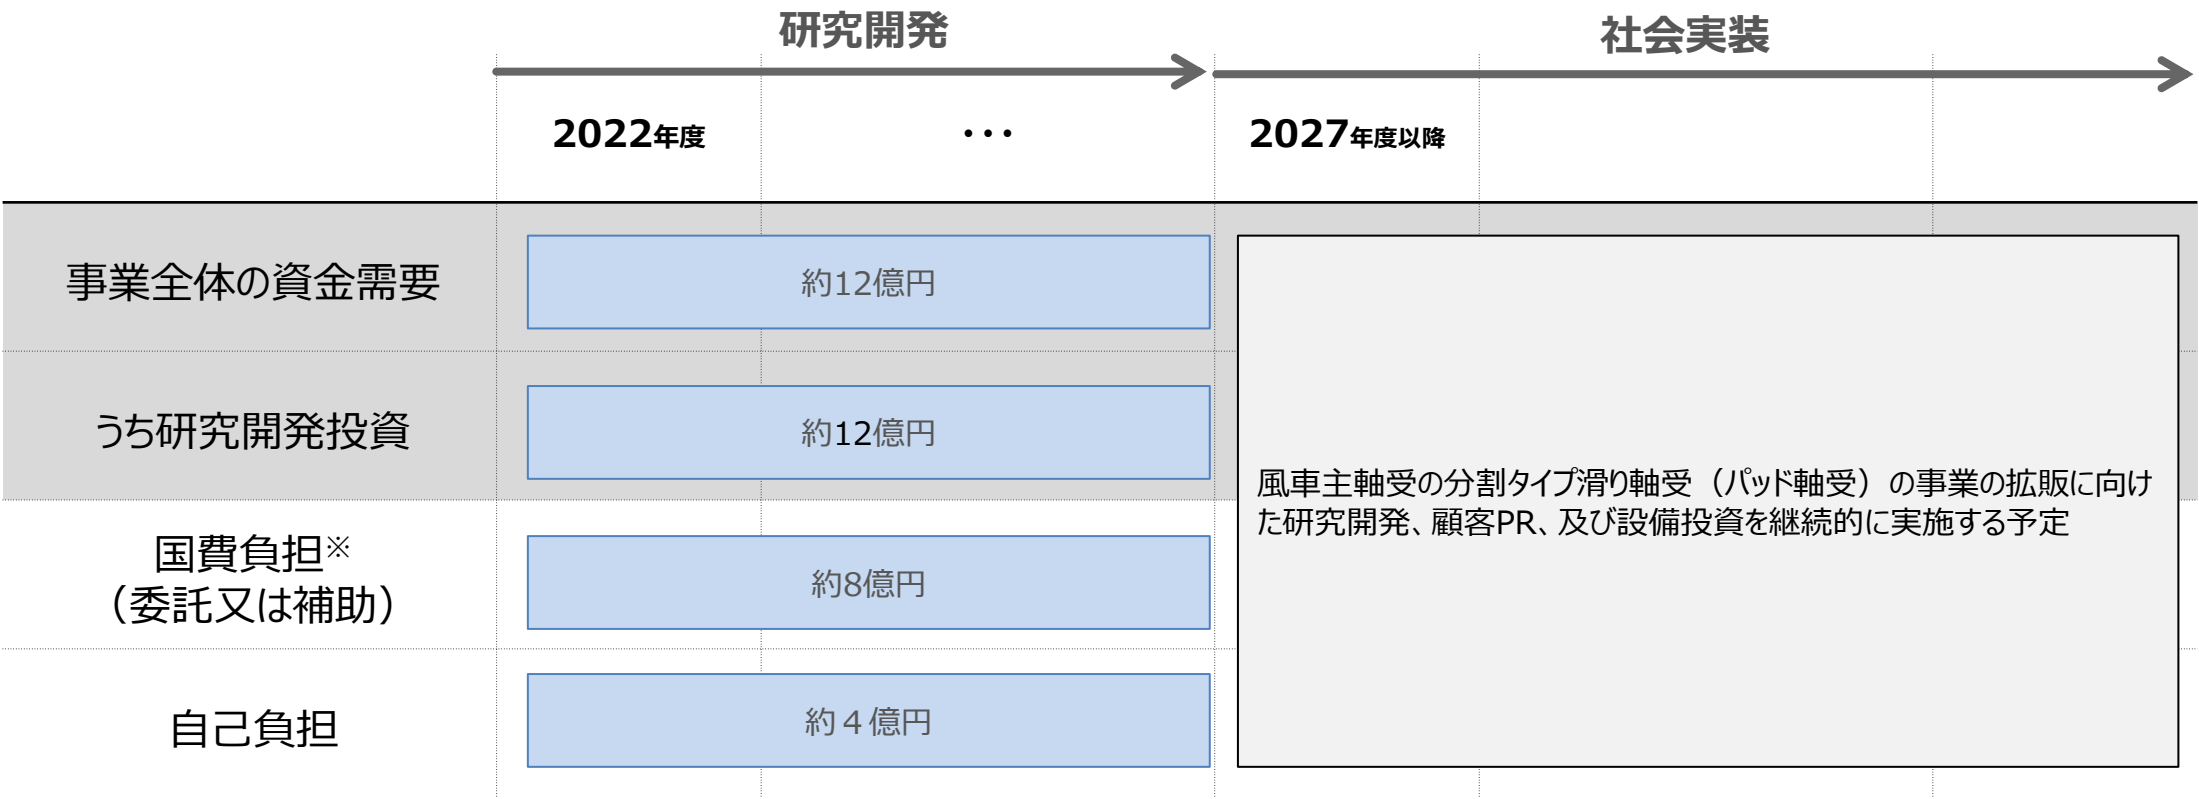 研究開発
社会実装
2022年度
・・・
2027年度以降
事業全体の資金需要
約12億円
うち研究開発投資
約12億円
国費負担※
（委託又は補助）
約8億円
自己負担
約４億円
風車主軸受の分割タイプ滑り軸受（パッド軸受）の事業の拡販に向け
た研究開発、顧客PR、及び設備投資を継続的に実施する予定